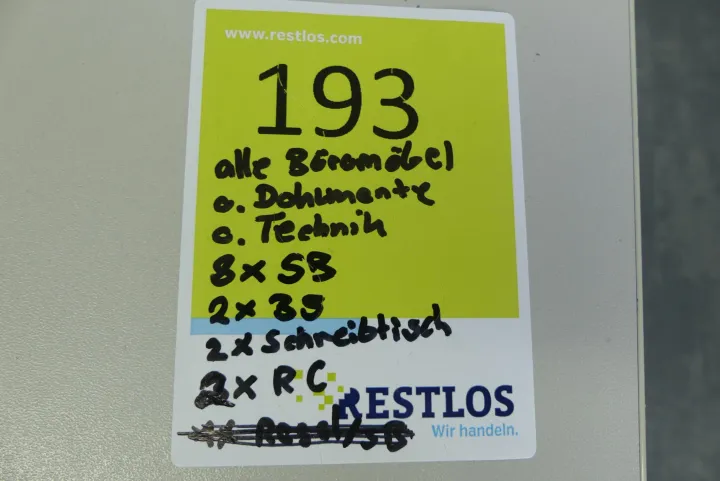 www.restlos.com
193
alle Büromöbel
o. Dokumente
o. Technik
8x SB
2x BS
2x Schreibtisch
2x RC
RESTLOS
Wir handeln.